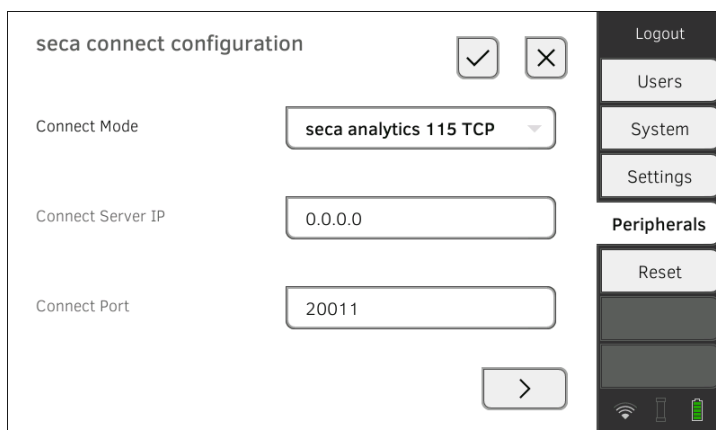 seca connect configuration
Connect Mode
seca analytics 115 TCP
Connect Server IP
0.0.0.0
Connect Port
20011
Logout
Users
System
Settings
Peripherals
Reset